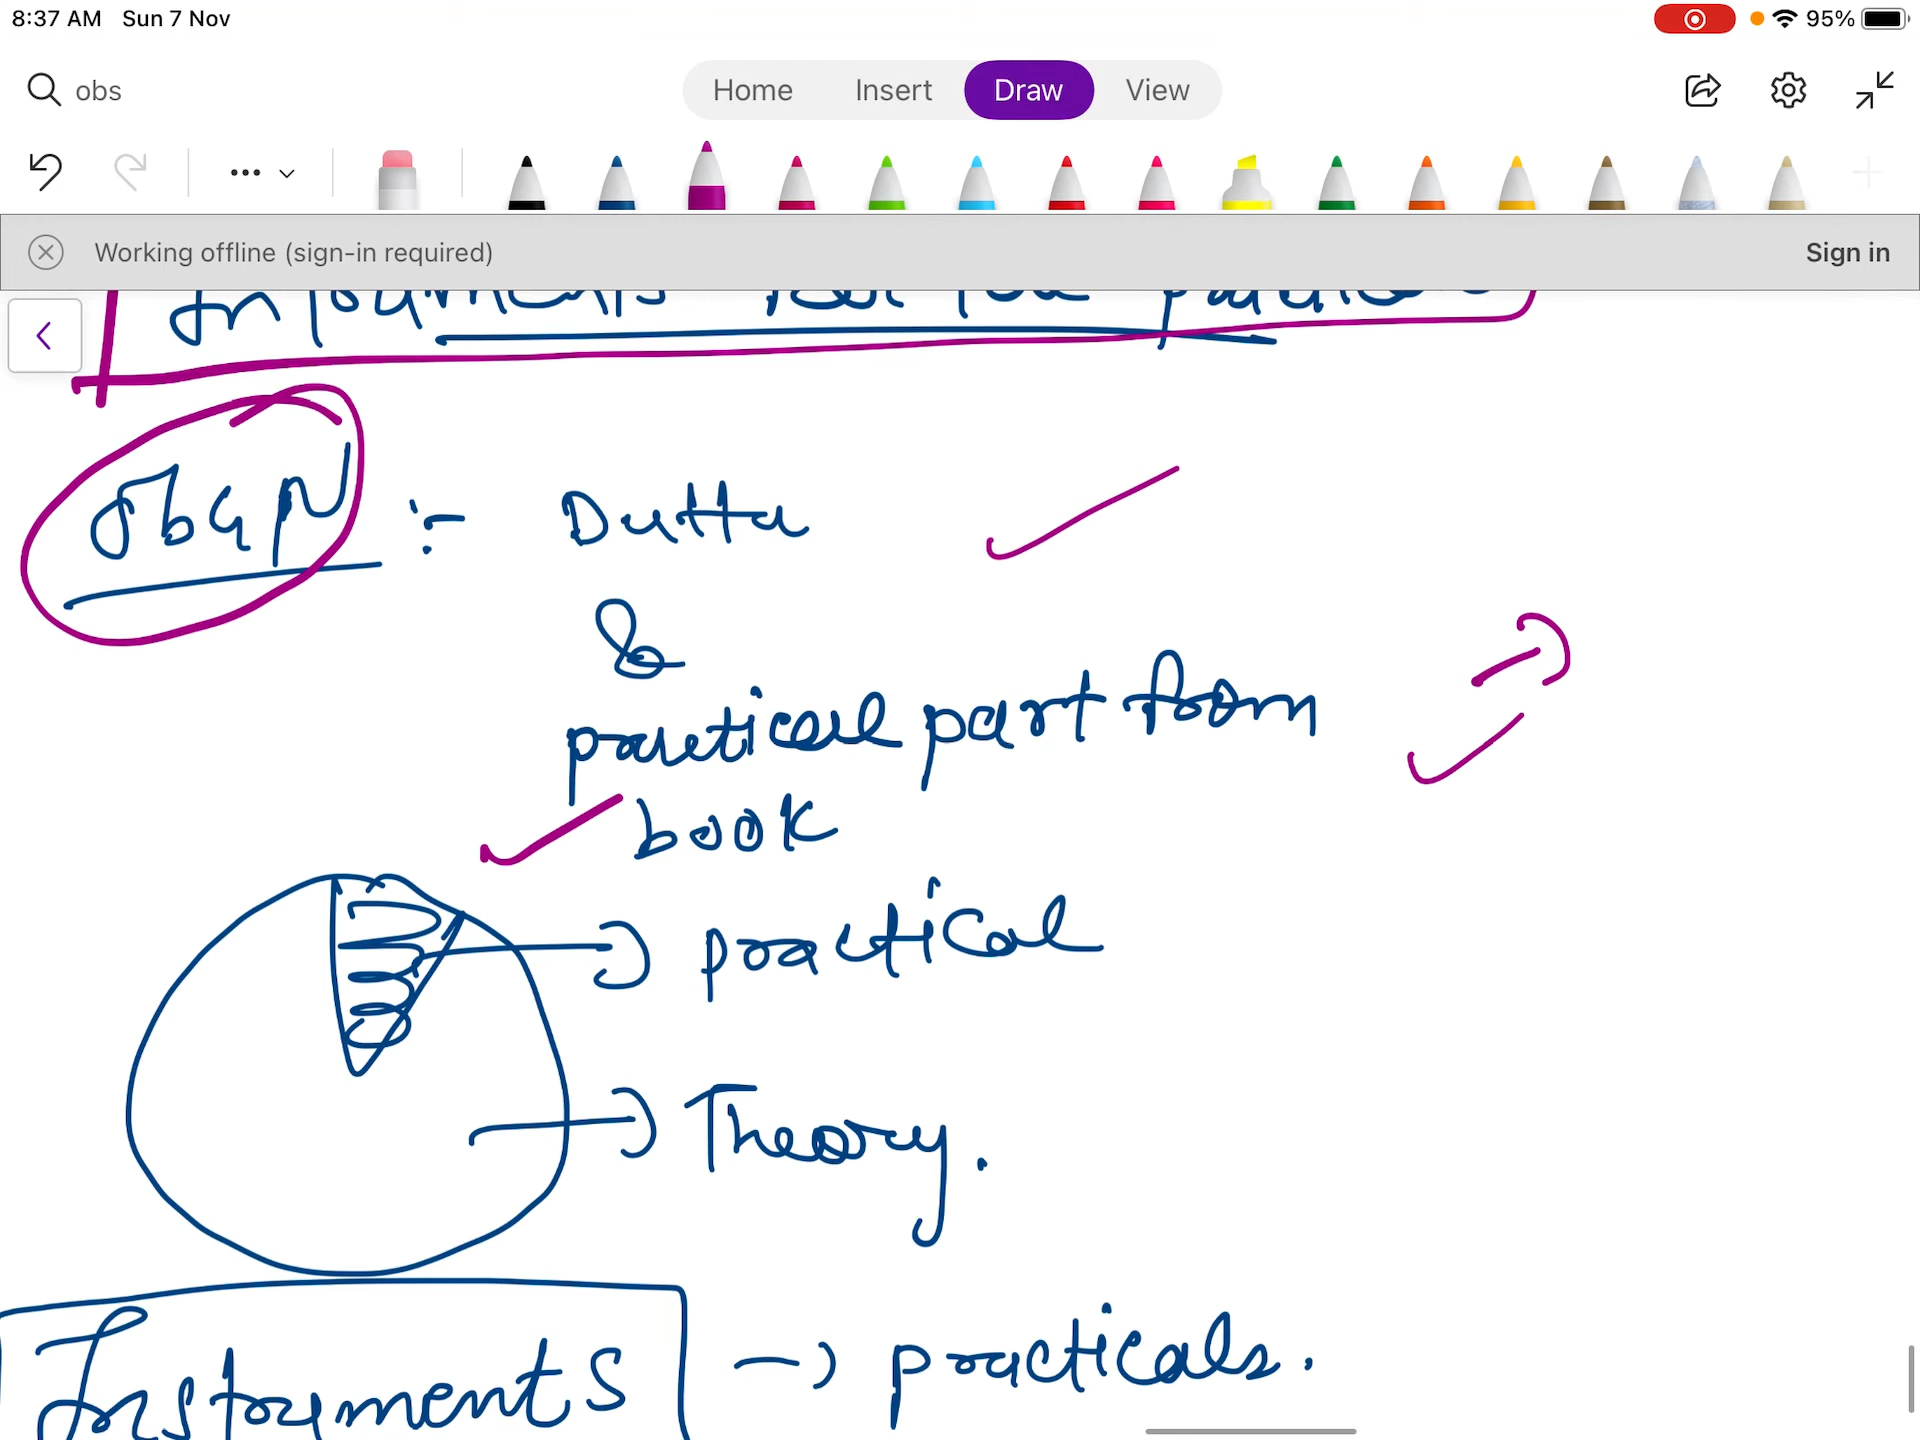 8:37 AM Sun 7 Nov 95%
obs Home Insert Draw View
Working offline (sign-in required) Sign in
ObGN :- Dutta
&
practical part from
book
practical
Theory.
Instruments → practicals.